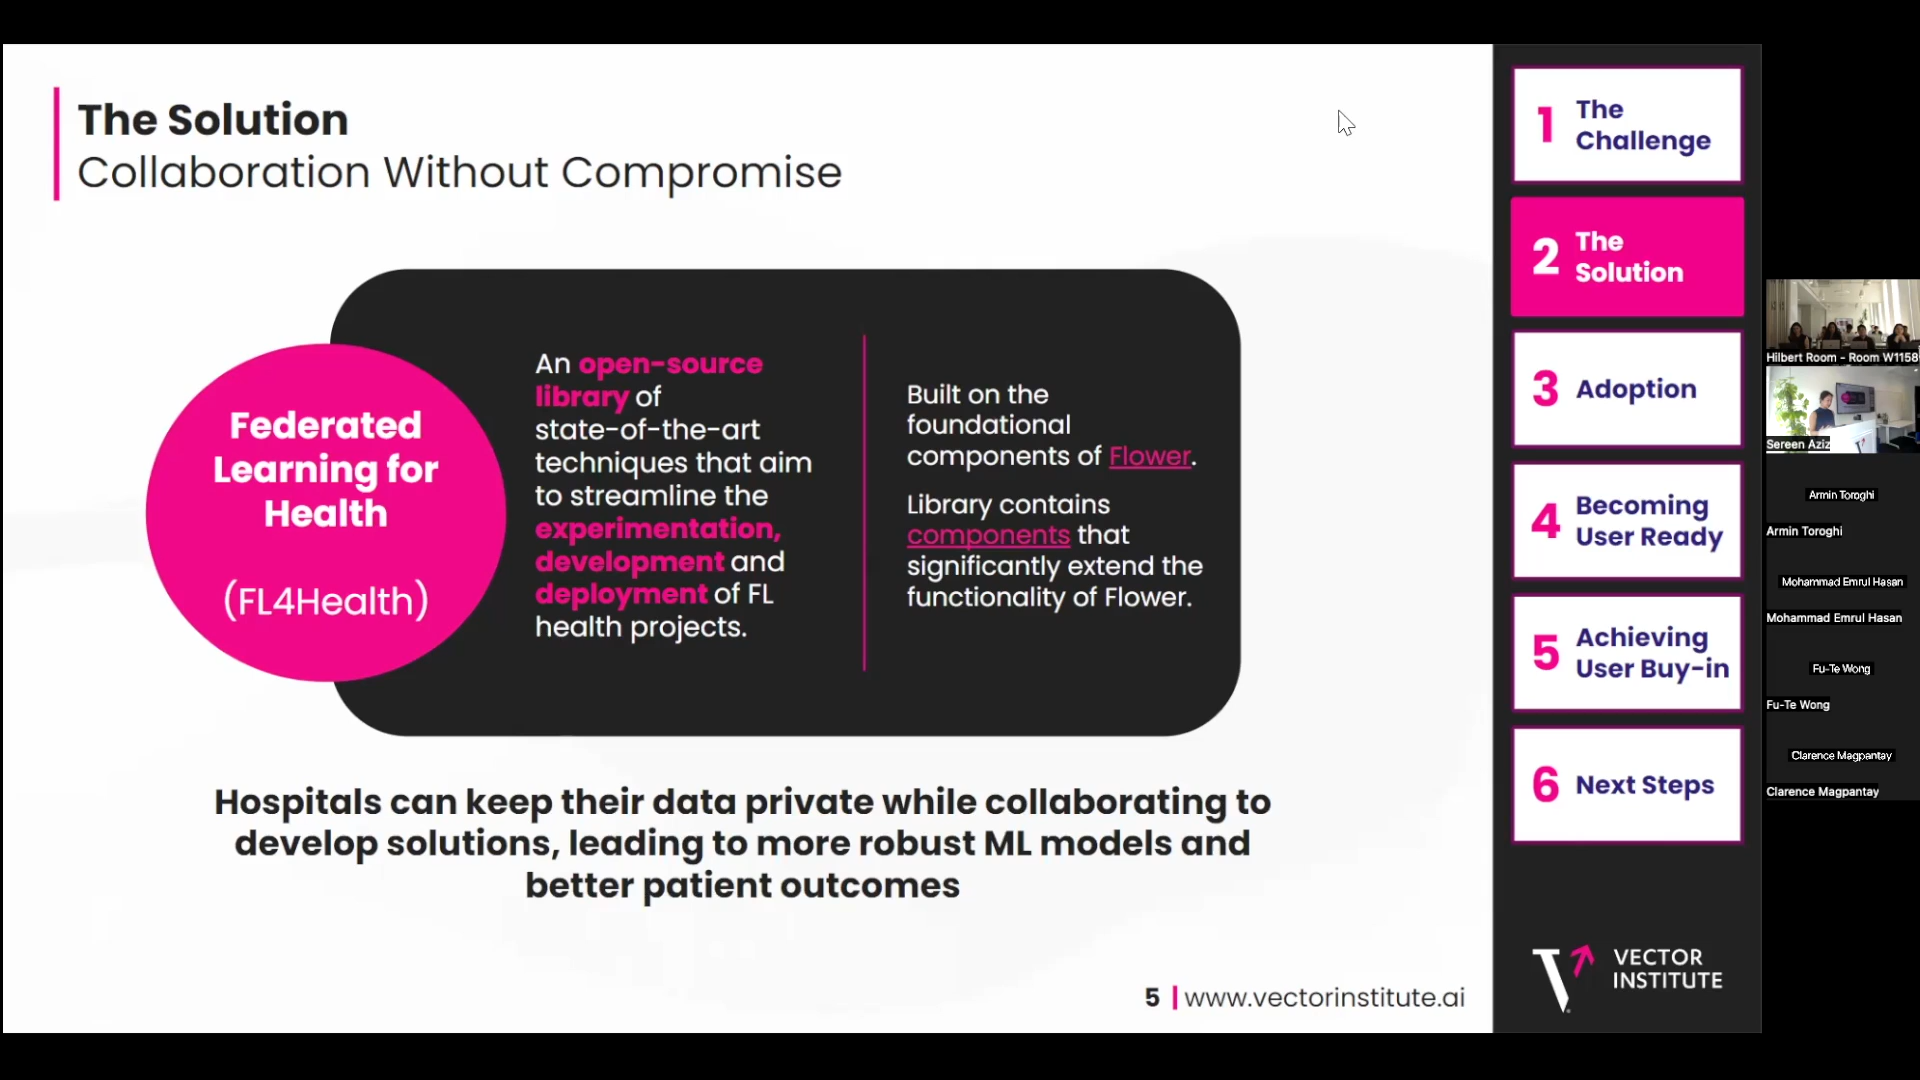 The Solution
Collaboration Without Compromise
Federated
Learning for
Health
(FL4Health)
An open-source
library of
state-of-the-art
techniques that aim
to streamline the
experimentation,
development and
deployment of FL
health projects.
Built on the
foundational
components of Flower.
Library contains
components that
significantly extend the
functionality of Flower.
Hospitals can keep their data private while collaborating to
develop solutions, leading to more robust ML models and
better patient outcomes
5 | www.vectorinstitute.ai
1 The
Challenge
2 The
Solution
3 Adoption
4 Becoming
User Ready
5 Achieving
User Buy-in
6 Next Steps
VECTOR
INSTITUTE
Hilbert Room - Room W1158
Sereen Aziz
Armin Toroghi
Armin Toroghi
Mohammad Emrul Hasan
Mohammad Emrul Hasan
Fu-Te Wong
Fu-Te Wong
Clarence Magpantay
Clarence Magpantay